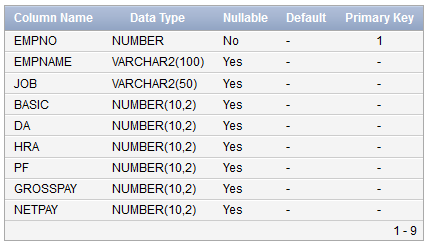 Column Name Data Type Nullable Default Primary Key
EMPNO NUMBER No - 1
EMPNAME VARCHAR2(100) Yes - -
JOB VARCHAR2(50) Yes - -
BASIC NUMBER(10,2) Yes - -
DA NUMBER(10,2) Yes - -
HRA NUMBER(10,2) Yes - -
PF NUMBER(10,2) Yes - -
GROSSPAY NUMBER(10,2) Yes - -
NETPAY NUMBER(10,2) Yes - -
1 - 9